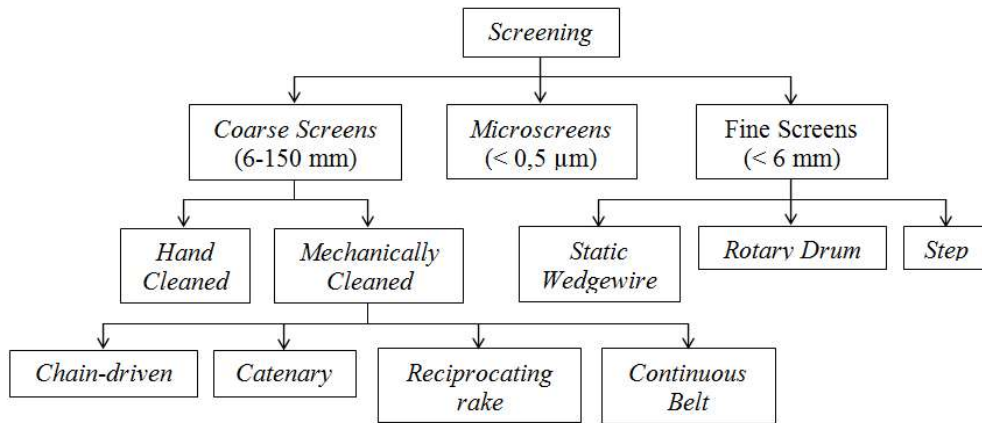 Screening
Coarse Screens
(6-150 mm)
Microscreens
(< 0,5 µm)
Fine Screens
(< 6 mm)
Hand
Cleaned
Mechanically
Cleaned
Static
Wedgewire
Rotary Drum
Step
Chain-driven
Catenary
Reciprocating
rake
Continuous
Belt